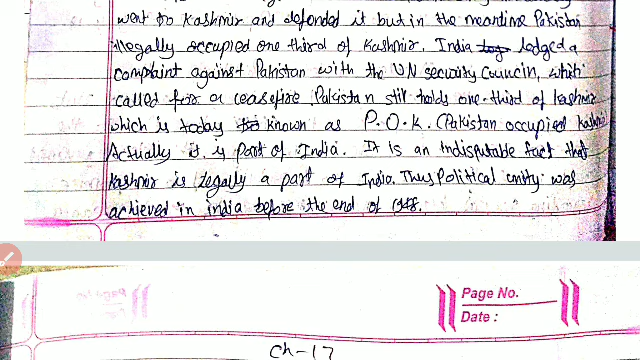 went to Kashmir and defended it but in the meantime Pakistan
illegally occupied one third of Kashmir. India lodged a
complaint against Pakistan with the UN security Councin, which
called for a ceasefire. Pakistan still holds one-third of Kashmir
which is today known as P.O.K. (Pakistan occupied Kashmir
Actually it is part of India. It is an indisputable fact that
Kashmir is legally a part of India. Thus Political unity was
achieved in india before the end of 1948.
Page No.
Date :
Ch-17